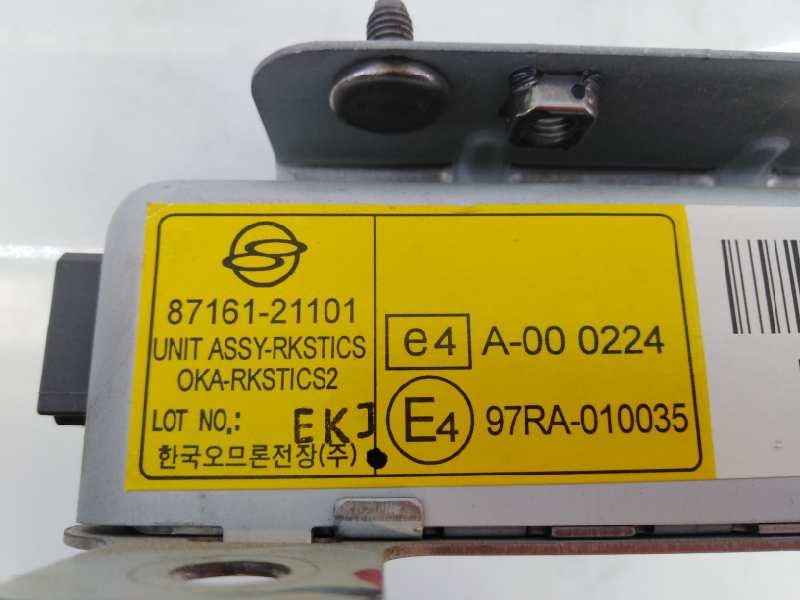 87161-21101
UNIT ASSY-RKSTICS
OKA-RKSTICS2
LOT NO.: EKJ
한국오므론전장(주)
e4 A-00 0224
E4 97RA-010035